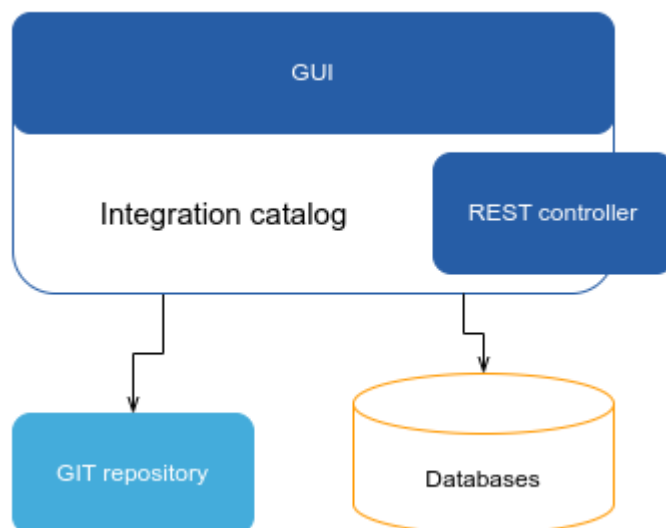 GUI
Integration catalog
REST controller
GIT repository
Databases